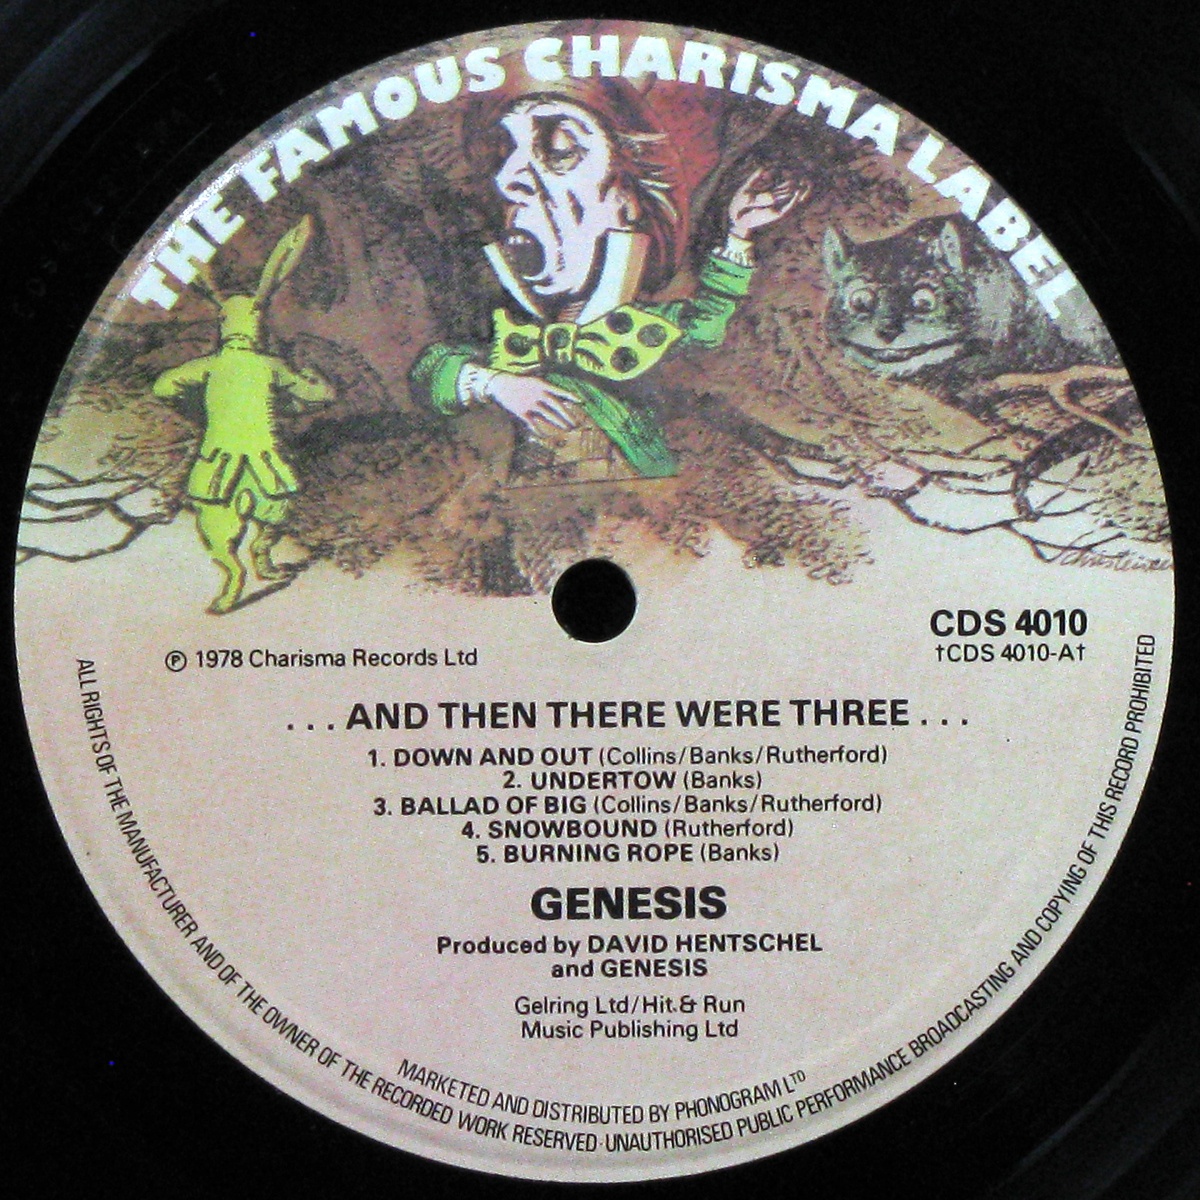 THE FAMOUS CHARISMA LABEL
CDS 4010
†CDS 4010-A†
℗ 1978 Charisma Records Ltd
. . . AND THEN THERE WERE THREE . . .
1. DOWN AND OUT (Collins/Banks/Rutherford)
2. UNDERTOW (Banks)
3. BALLAD OF BIG (Collins/Banks/Rutherford)
4. SNOWBOUND (Rutherford)
5. BURNING ROPE (Banks)
GENESIS
Produced by DAVID HENTSCHEL
and GENESIS
Gelring Ltd/Hit & Run
Music Publishing Ltd
MARKETED AND DISTRIBUTED BY PHONOGRAM LTD
ALL RIGHTS OF THE MANUFACTURER AND OF THE OWNER OF THE RECORDED WORK RESERVED · UNAUTHORISED PUBLIC PERFORMANCE BROADCASTING AND COPYING OF THIS RECORD PROHIBITED